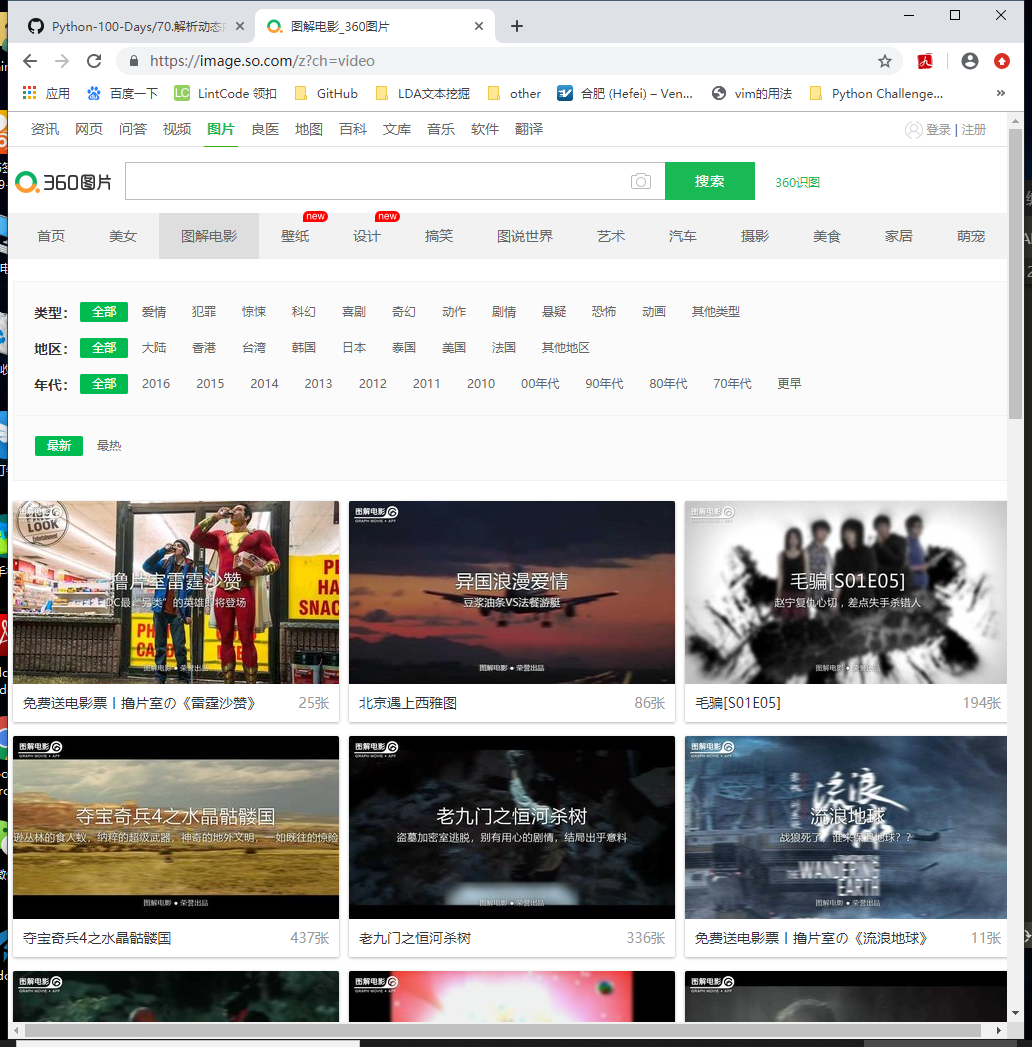 Python-100-Days/70.解析动态
图解电影_360图片
https://image.so.com/z?ch=video
应用
百度一下
LintCode 领扣
GitHub
LDA文本挖掘
other
合肥 (Hefei) – Ven...
vim的用法
Python Challenge...
资讯 网页 问答 视频 图片 良医 地图 百科 文库 音乐 软件 翻译
登录 | 注册
360图片
搜索
360识图
new new
首页 美女 图解电影 壁纸 设计 搞笑 图说世界 艺术 汽车 摄影 美食 家居 萌宠
类型: 全部 爱情 犯罪 惊悚 科幻 喜剧 奇幻 动作 剧情 悬疑 恐怖 动画 其他类型
地区: 全部 大陆 香港 台湾 韩国 日本 泰国 美国 法国 其他地区
年代: 全部 2016 2015 2014 2013 2012 2011 2010 00年代 90年代 80年代 70年代 更早
最新 最热
撸片室雷霆沙赞
DC最“另类”的英雄即将登场
图解电影 ● 荣誉出品
免费送电影票丨撸片室の《雷霆沙赞》 25张
图解电影
GRAPH MOVIE • APP
异国浪漫爱情
豆浆油条VS法餐游艇
图解电影 ● 荣誉出品
北京遇上西雅图 86张
图解电影
GRAPH MOVIE • APP
毛骗[S01E05]
赵宁复仇心切，差点失手杀错人
图解电影 ● 荣誉出品
毛骗[S01E05] 194张
图解电影
GRAPH MOVIE • APP
夺宝奇兵4之水晶骷髅国
逊丛林的食人蚁，纳粹的超级武器，神奇的地外文明，一如既往的惊险
图解电影 ● 荣誉出品
夺宝奇兵4之水晶骷髅国 437张
图解电影
GRAPH MOVIE • APP
老九门之恒河杀树
盗墓加密室逃脱，别有用心的剧情，结局出乎意料
图解电影 ● 荣誉出品
老九门之恒河杀树 336张
图解电影
GRAPH MOVIE • APP
流浪
流浪地球
战狼死了，谁来保卫地球？？
THE WANDERING
EARTH
图解电影 ● 荣誉出品
免费送电影票丨撸片室の《流浪地球》 11张
图解电影
GRAPH MOVIE • APP
图解电影
GRAPH MOVIE • APP
图解电影
GRAPH MOVIE • APP